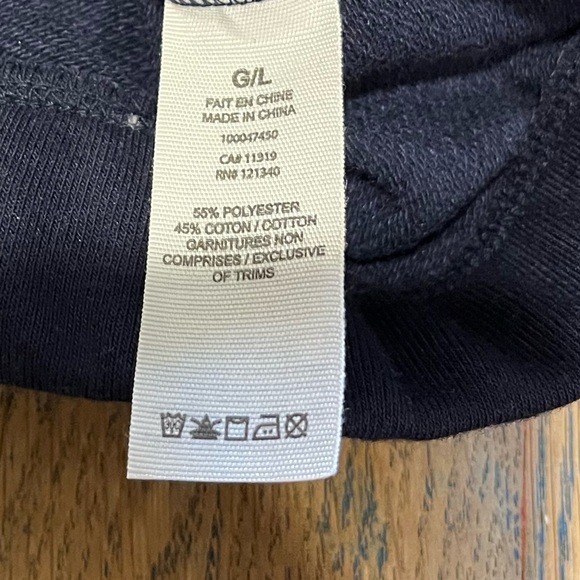 G/L
FAIT EN CHINE
MADE IN CHINA
100047450
CA# 11319
RN# 121340
55% POLYESTER
45% COTON / COTTON
GARNITURES NON
COMPRISES / EXCLUSIVE
OF TRIMS